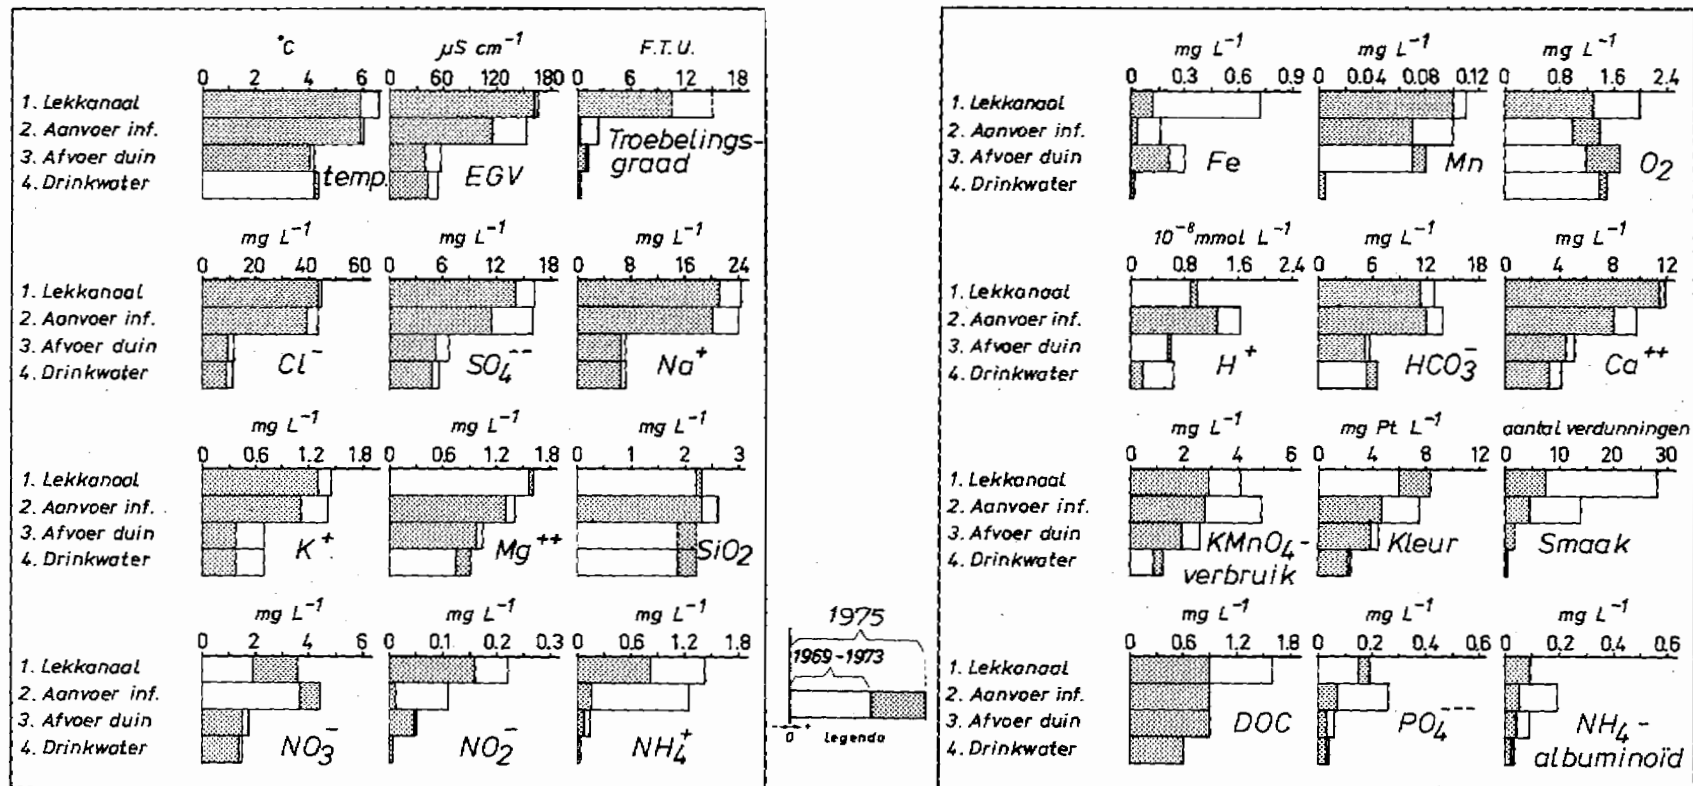 °C μS cm⁻¹ F.T.U.
0 2 4 6 0 60 120 180 0 6 12 18
1. Lekkanaal
2. Aanvoer inf.
3. Afvoer duin
4. Drinkwater
temp. EGV Troebelings-
graad
mg L⁻¹ mg L⁻¹ mg L⁻¹
0 20 40 60 0 6 12 18 0 8 16 24
1. Lekkanaal
2. Aanvoer inf.
3. Afvoer duin
4. Drinkwater
Cl⁻ SO₄⁻⁻ Na⁺
mg L⁻¹ mg L⁻¹ mg L⁻¹
0 0.6 1.2 1.8 0 0.6 1.2 1.8 0 1 2 3
1. Lekkanaal
2. Aanvoer inf.
3. Afvoer duin
4. Drinkwater
K⁺ Mg⁺⁺ SiO₂
mg L⁻¹ mg L⁻¹ mg L⁻¹
0 2 4 6 0 0.1 0.2 0.3 0 0.6 1.2 1.8
1. Lekkanaal
2. Aanvoer inf.
3. Afvoer duin
4. Drinkwater
NO₃⁻ NO₂⁻ NH₄⁺
1975
1969-1973
- 0 +
legenda
mg L⁻¹ mg L⁻¹ mg L⁻¹
0 0.3 0.6 0.9 0 0.04 0.08 0.12 0 0.8 1.6 2.4
1. Lekkanaal
2. Aanvoer inf.
3. Afvoer duin
4. Drinkwater
Fe Mn O₂
10⁻⁸ mmol L⁻¹ mg L⁻¹ mg L⁻¹
0 0.8 1.6 2.4 0 6 12 18 0 4 8 12
1. Lekkanaal
2. Aanvoer inf.
3. Afvoer duin
4. Drinkwater
H⁺ HCO₃⁻ Ca⁺⁺
mg L⁻¹ mg Pt L⁻¹ aantal verdunningen
0 2 4 6 0 4 8 12 0 10 20 30
1. Lekkanaal
2. Aanvoer inf.
3. Afvoer duin
4. Drinkwater
KMnO₄-
verbruik Kleur Smaak
mg L⁻¹ mg L⁻¹ mg L⁻¹
0 0.6 1.2 1.8 0 0.2 0.4 0.6 0 0.2 0.4 0.6
1. Lekkanaal
2. Aanvoer inf.
3. Afvoer duin
4. Drinkwater
DOC PO₄⁻⁻⁻ NH₄-
albuminoïd